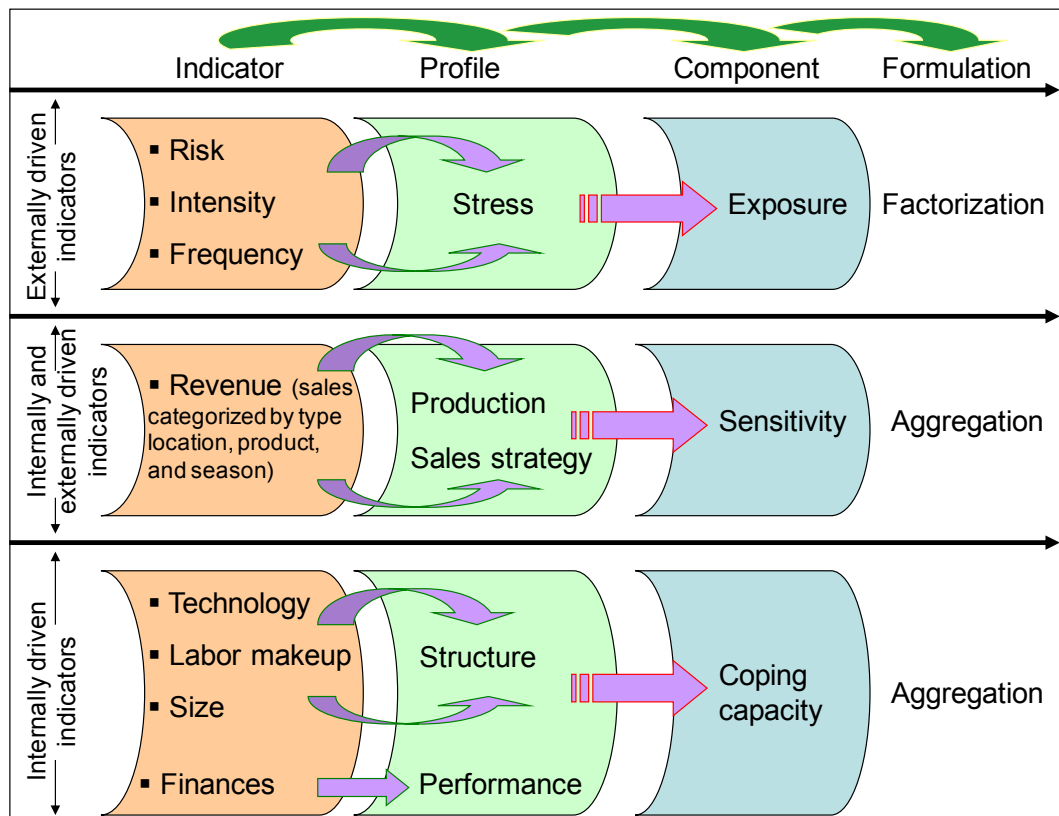 Indicator Profile Component Formulation
Externally driven
indicators
▪ Risk
▪ Intensity
▪ Frequency
Stress
Exposure
Factorization
Internally and
externally driven
indicators
▪ Revenue (sales
categorized by type
location, product,
and season)
Production
Sales strategy
Sensitivity
Aggregation
Internally driven
indicators
▪ Technology
▪ Labor makeup
▪ Size
▪ Finances
Structure
Performance
Coping
capacity
Aggregation